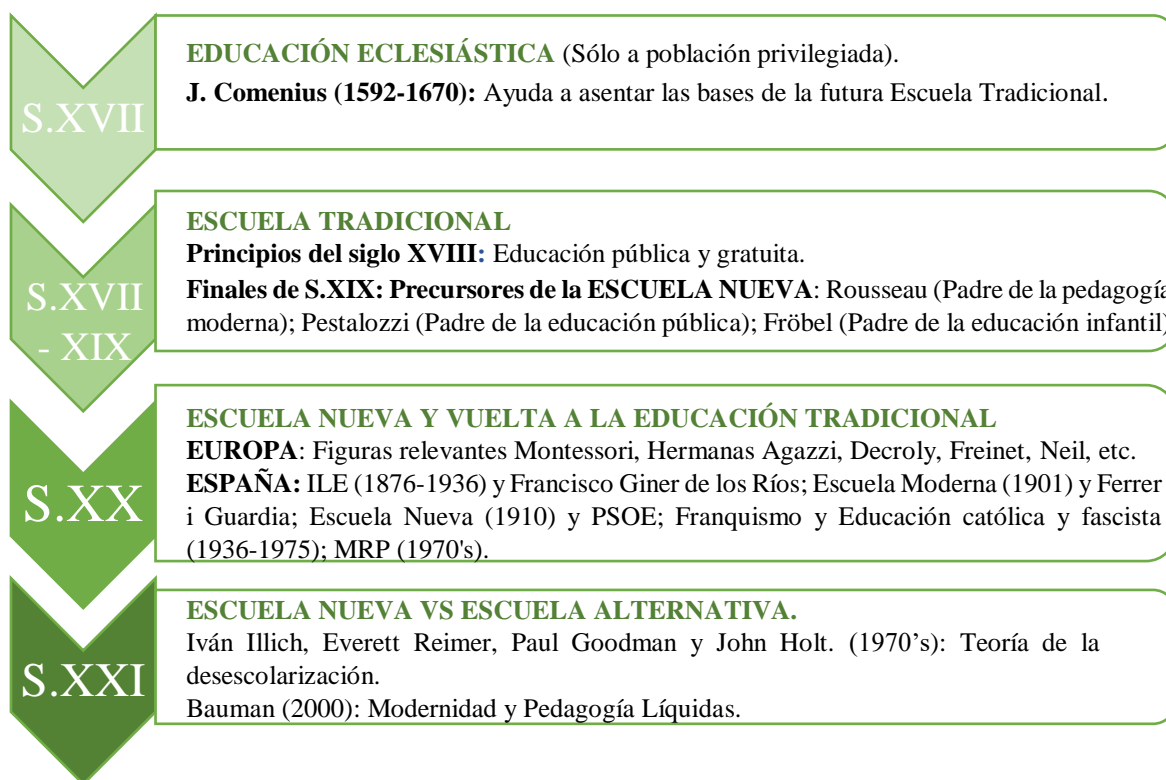 S.XVII
EDUCACIÓN ECLESIÁSTICA (Sólo a población privilegiada).
J. Comenius (1592-1670): Ayuda a asentar las bases de la futura Escuela Tradicional.
S.XVII
- XIX
ESCUELA TRADICIONAL
Principios del siglo XVIII: Educación pública y gratuita.
Finales de S.XIX: Precursores de la ESCUELA NUEVA: Rousseau (Padre de la pedagogía
moderna); Pestalozzi (Padre de la educación pública); Fröbel (Padre de la educación infantil)
S.XX
ESCUELA NUEVA Y VUELTA A LA EDUCACIÓN TRADICIONAL
EUROPA: Figuras relevantes Montessori, Hermanas Agazzi, Decroly, Freinet, Neil, etc.
ESPAÑA: ILE (1876-1936) y Francisco Giner de los Ríos; Escuela Moderna (1901) y Ferrer
i Guardia; Escuela Nueva (1910) y PSOE; Franquismo y Educación católica y fascista
(1936-1975); MRP (1970's).
S.XXI
ESCUELA NUEVA VS ESCUELA ALTERNATIVA.
Iván Illich, Everett Reimer, Paul Goodman y John Holt. (1970’s): Teoría de la
desescolarización.
Bauman (2000): Modernidad y Pedagogía Líquidas.